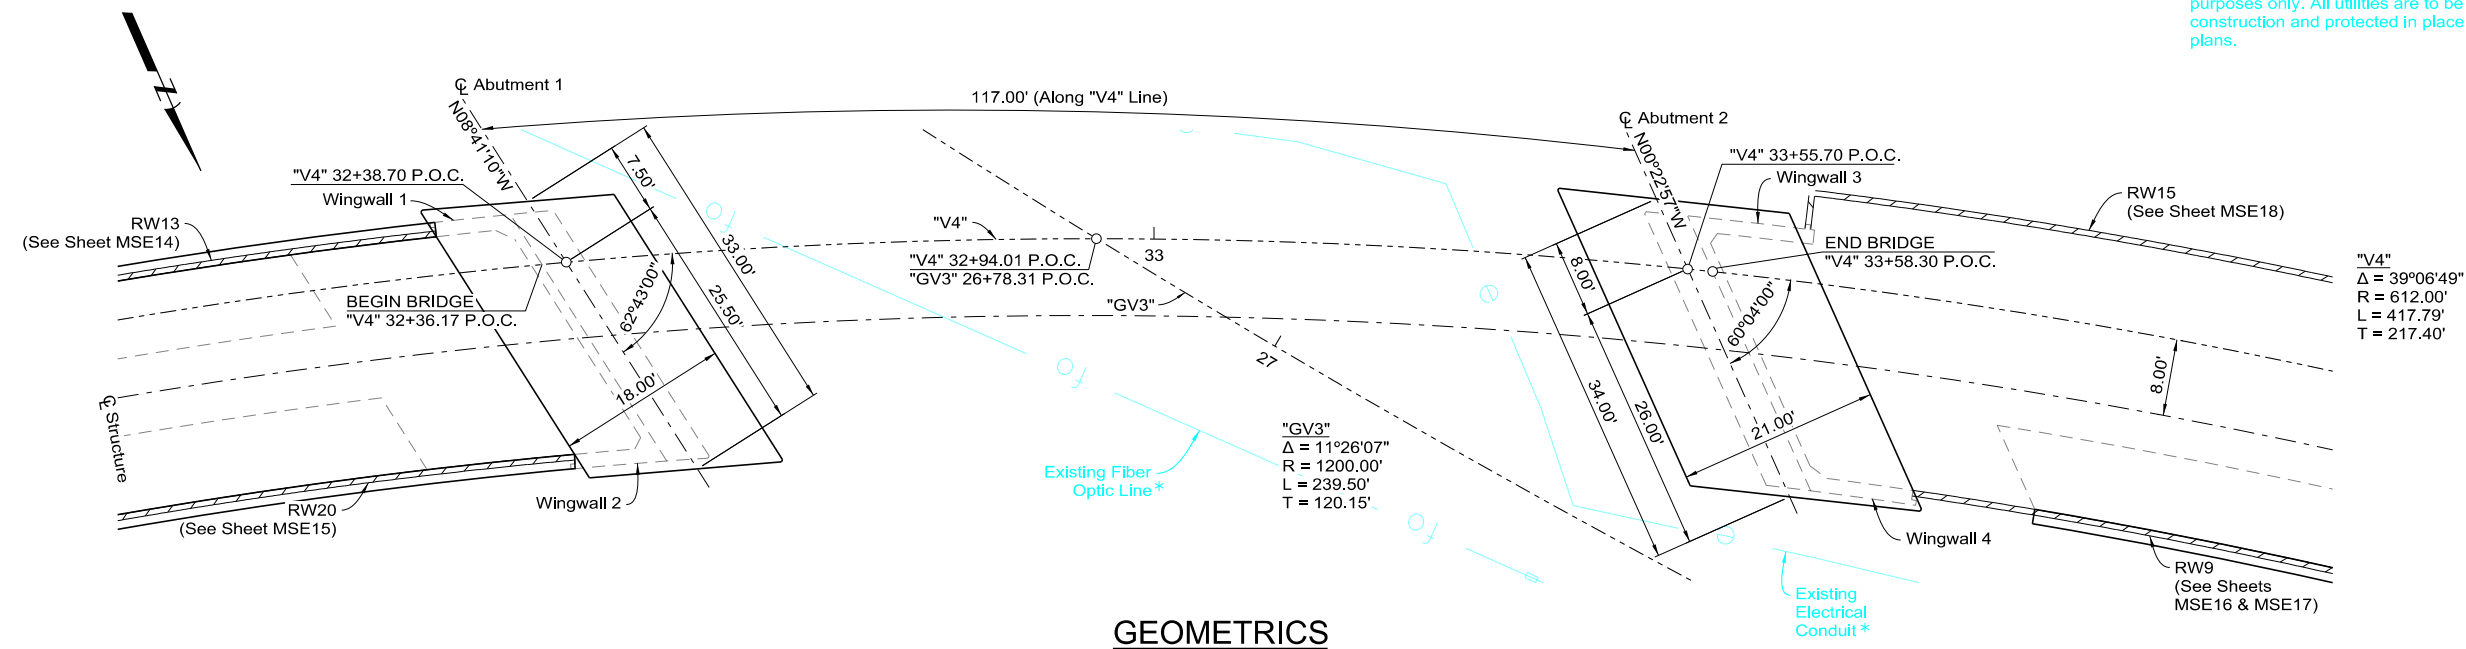 purposes only. All utilities are to be
construction and protected in place
plans.
N
℄ Abutment 1
N08°41'10"W
117.00' (Along "V4" Line)
℄ Abutment 2
N00°22'57"W
"V4" 32+38.70 P.O.C.
Wingwall 1
RW13
(See Sheet MSE14)
7.50'
33.00'
25.50'
62°43'00"
18.00'
BEGIN BRIDGE
"V4" 32+36.17 P.O.C.
"V4"
"V4" 32+94.01 P.O.C.
"GV3" 26+78.31 P.O.C.
33
"GV3"
27
"V4" 33+55.70 P.O.C.
Wingwall 3
RW15
(See Sheet MSE18)
END BRIDGE
"V4" 33+58.30 P.O.C.
8.00'
60°04'00"
34.00'
26.00'
21.00'
8.00'
"V4"
Δ = 39°06'49"
R = 612.00'
L = 417.79'
T = 217.40'
℄ Structure
fo
fo
fo
e
e
"GV3"
Δ = 11°26'07"
R = 1200.00'
L = 239.50'
T = 120.15'
Existing Fiber
Optic Line*
Wingwall 2
RW20
(See Sheet MSE15)
Wingwall 4
RW9
(See Sheets
MSE16 & MSE17)
Existing
Electrical
Conduit*
GEOMETRICS